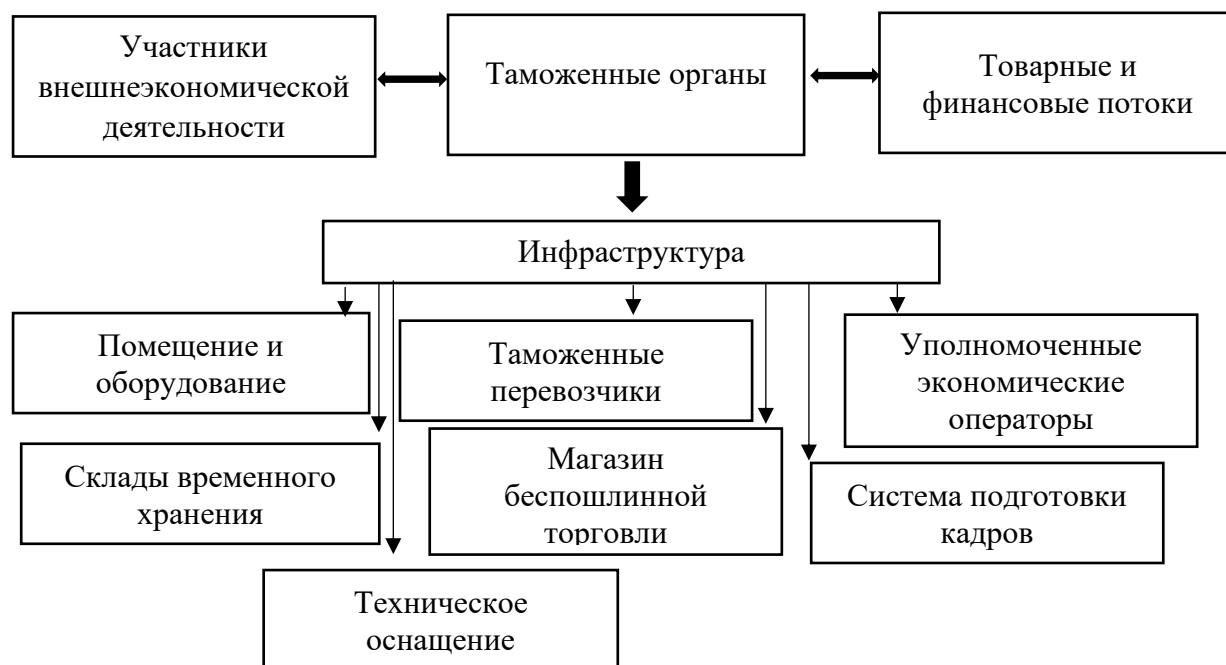 Участники
внешнеэкономической
деятельности
Таможенные органы
Товарные и
финансовые потоки
Инфраструктура
Помещение и
оборудование
Таможенные
перевозчики
Уполномоченные
экономические
операторы
Склады временного
хранения
Магазин
беспошлинной
торговли
Система подготовки
кадров
Техническое
оснащение